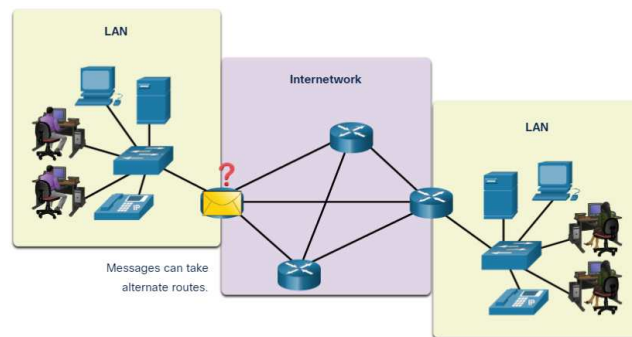 LAN
Internetwork
?
LAN
Messages can take
alternate routes.